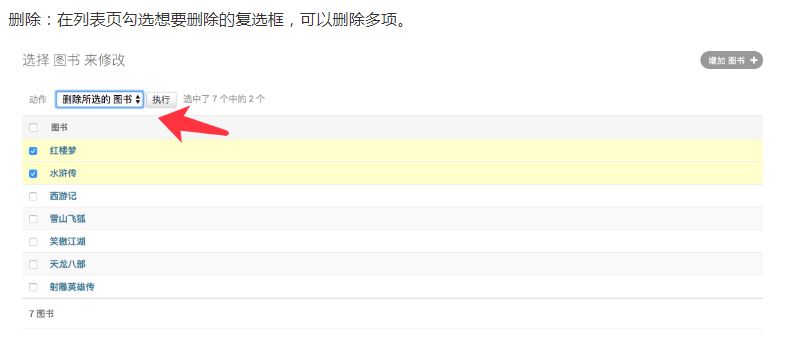 删除：在列表页勾选想要删除的复选框，可以删除多项。
选择 图书 来修改
增加 图书 +
动作 删除所选的 图书 执行 选中了 7 个中的 2 个
图书
红楼梦
水浒传
西游记
雪山飞狐
笑傲江湖
天龙八部
射雕英雄传
7 图书